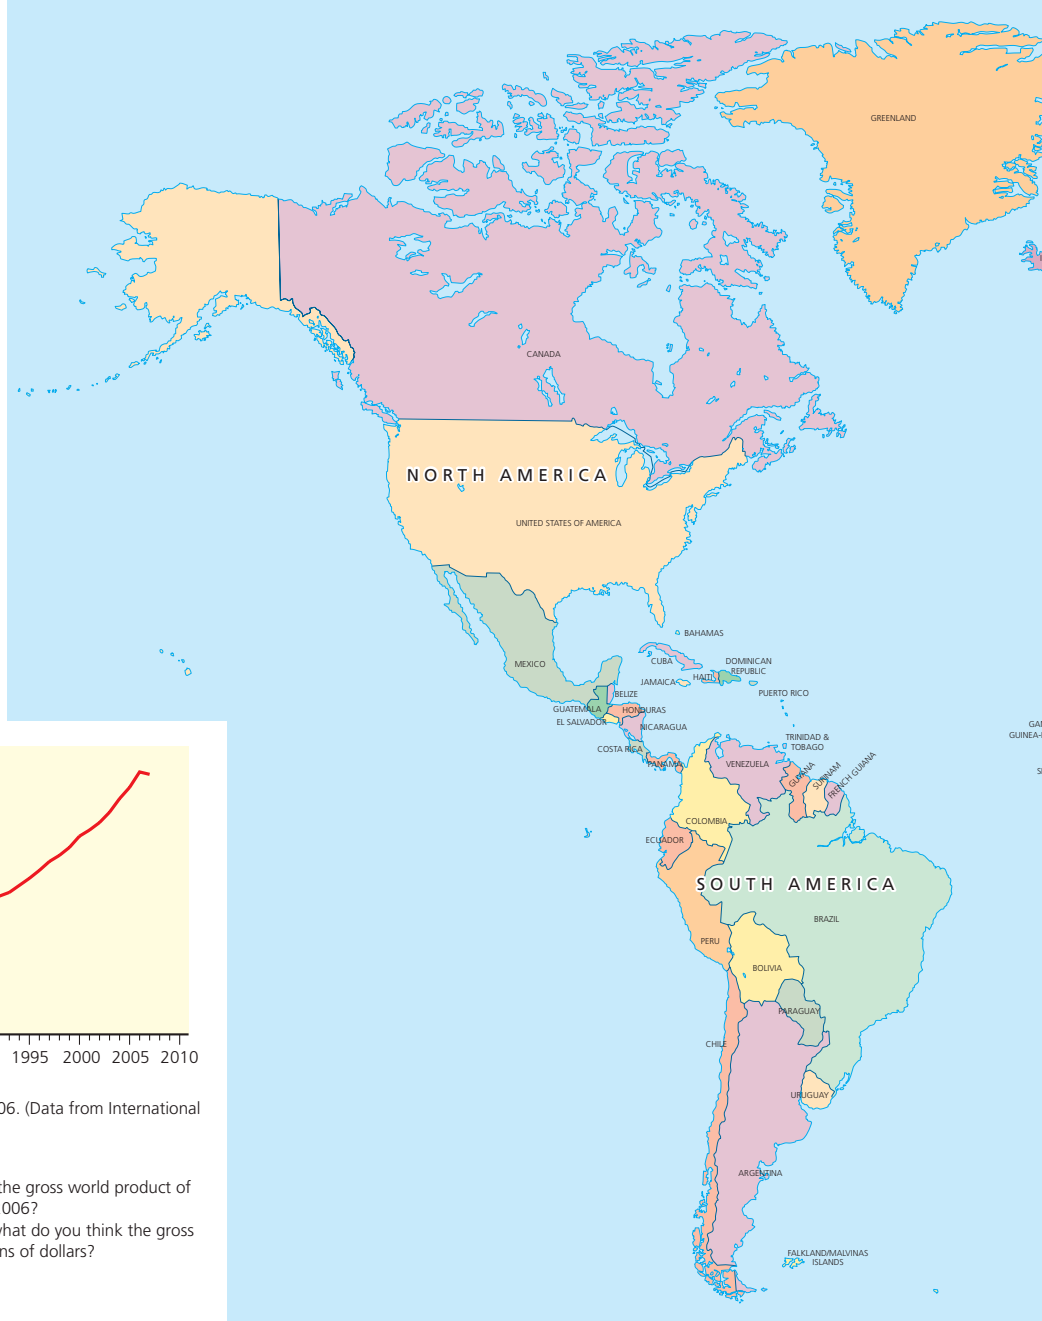 GREENLAND
CANADA
NORTH AMERICA
UNITED STATES OF AMERICA
BAHAMAS
MEXICO
CUBA
DOMINICAN
REPUBLIC
HAITI
JAMAICA
PUERTO RICO
BELIZE
GUATEMALA
HONDURAS
EL SALVADOR
NICARAGUA
COSTA RICA
PANAMA
TRINIDAD &
TOBAGO
VENEZUELA
GUYANA
SURINAM
FRENCH GUIANA
COLOMBIA
ECUADOR
SOUTH AMERICA
BRAZIL
PERU
BOLIVIA
PARAGUAY
CHILE
URUGUAY
ARGENTINA
FALKLAND/MALVINAS
ISLANDS
GA
GUINEA-
1995 2000 2005 2010
06. (Data from International
the gross world product of
006?
what do you think the gross
ns of dollars?